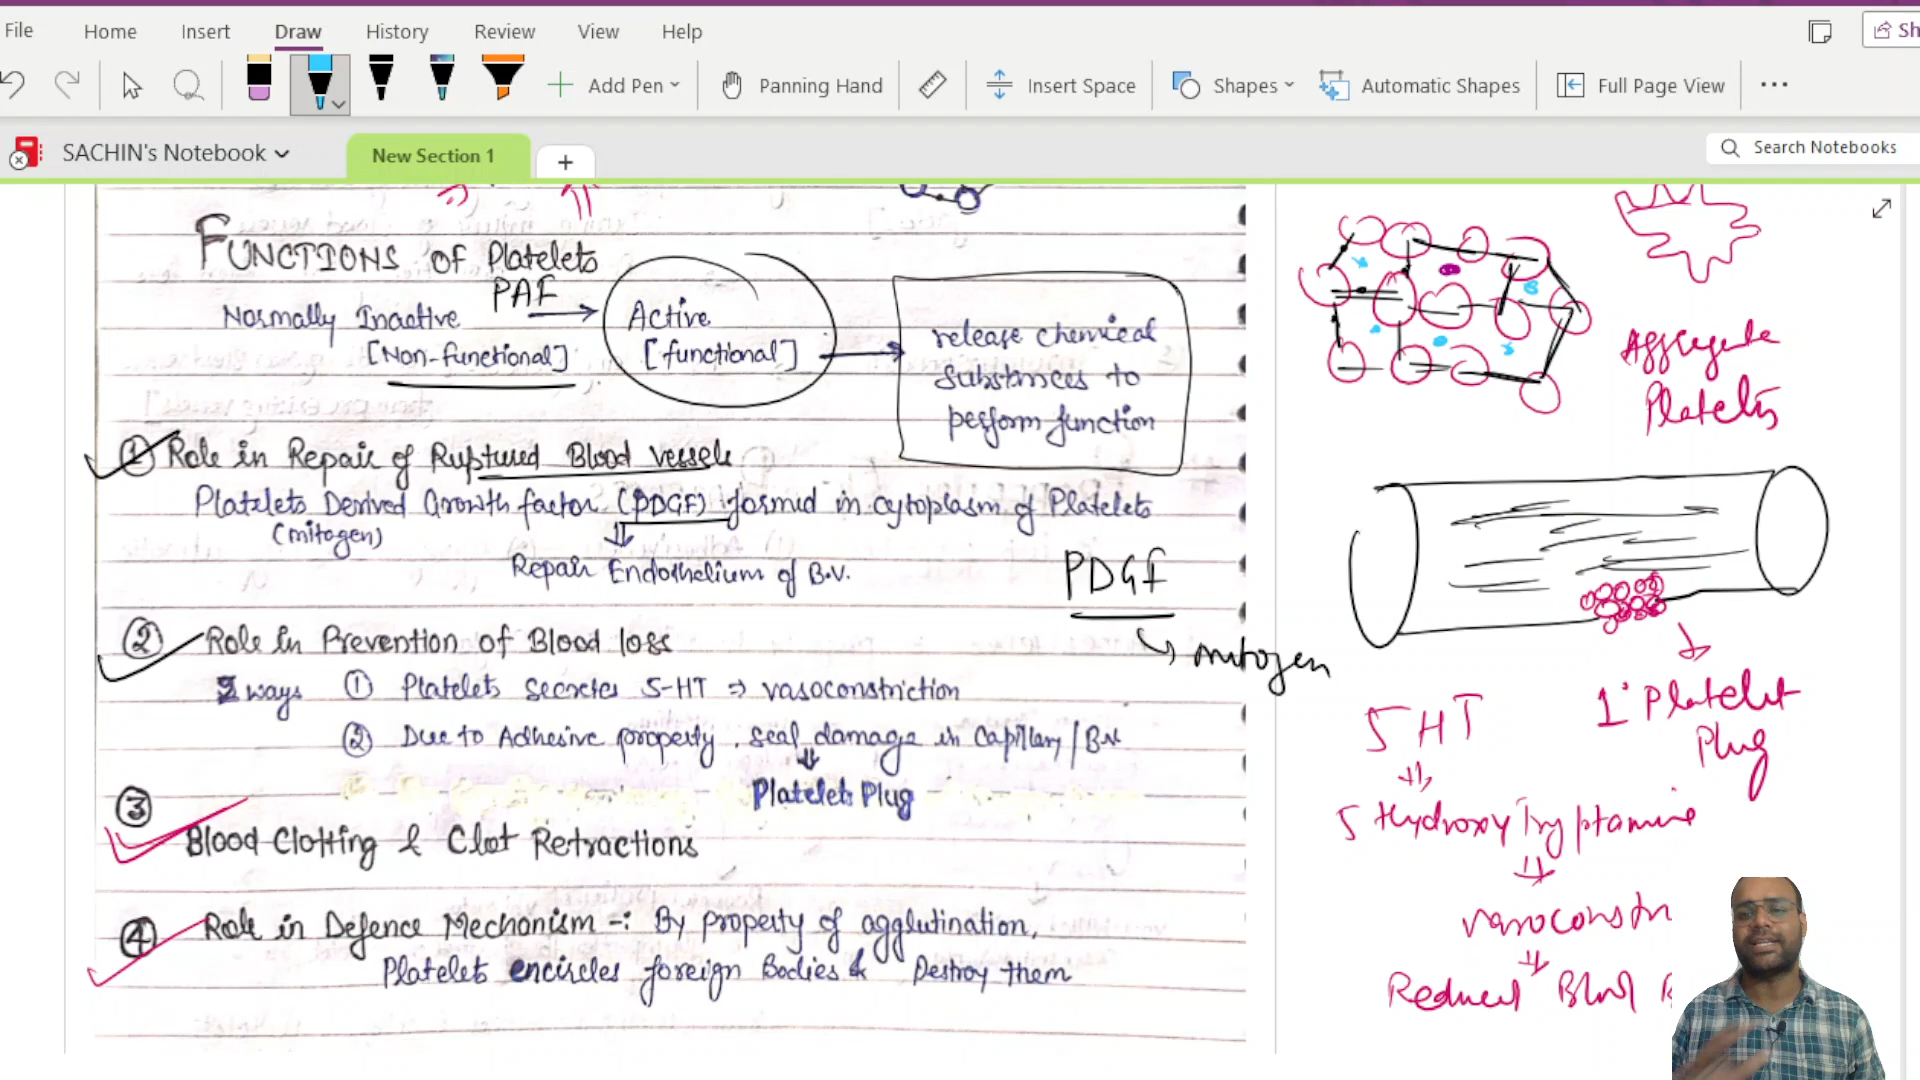 File Home Insert Draw History Review View Help Sh
Add Pen Panning Hand Insert Space Shapes Automatic Shapes Full Page View
SACHIN's Notebook New Section 1 Search Notebooks
FUNCTIONS of Platelets
PAF
Normally Inactive
[Non-functional]
Active
[functional]
release chemical
substances to
perform function
① Role in Repair of Ruptured Blood vessels
Platelets Derived Growth factor (PDGF) formed in cytoplasm of Platelets
(mitogen)
Repair Endothelium of B.V.
PDGF
mitogen
② Role in Prevention of Blood loss
2 ways ① Platelets secretes 5-HT ⇒ vasoconstriction
② Due to Adhesive property, seal damage in Capillary /
Platelets Plug
③
Blood Clotting & Clot Retractions
④ Role in Defence Mechanism -: By property of agglutination,
Platelets encircles foreign Bodies & Destroy them
Aggregate
Platelets
1° Platelet
Plug
5 HT
5 Hydroxy Tryptamine
vasoconstri
Reduced Blood